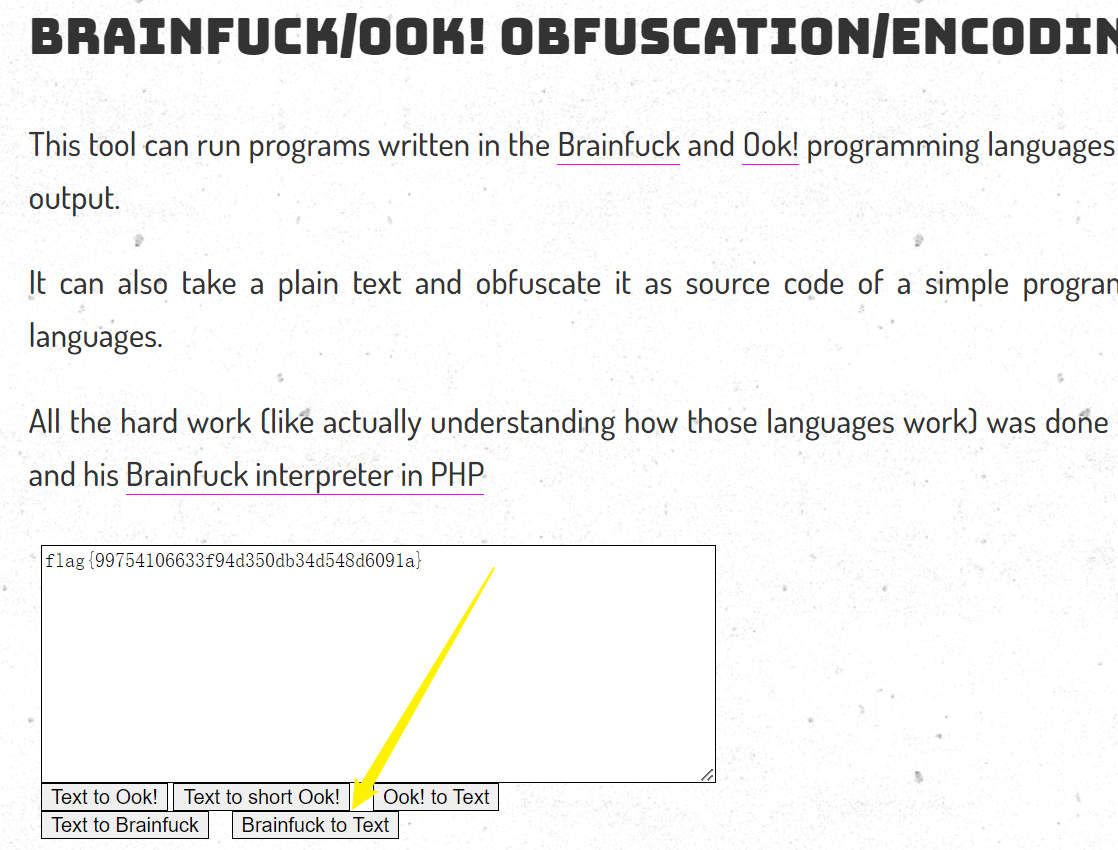 BRAINFUCK/OOK! OBFUSCATION/ENCODIN
This tool can run programs written in the Brainfuck and Ook! programming languages
output.
It can also take a plain text and obfuscate it as source code of a simple program
languages.
All the hard work (like actually understanding how those languages work) was done
and his Brainfuck interpreter in PHP
flag{99754106633f94d350db34d548d6091a}
Text to Ook! Text to short Ook! Ook! to Text
Text to Brainfuck Brainfuck to Text